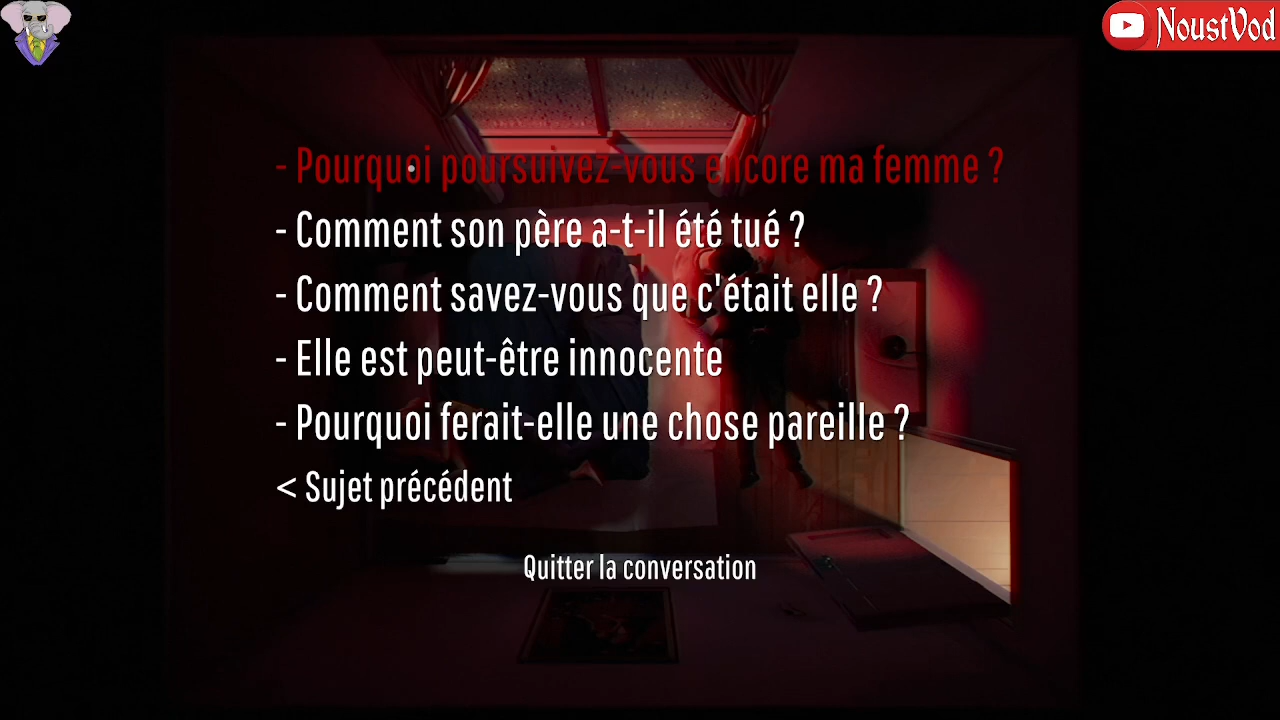 NoustVod
- Pourquoi poursuivez-vous encore ma femme ?
- Comment son père a-t-il été tué ?
- Comment savez-vous que c'était elle ?
- Elle est peut-être innocente
- Pourquoi ferait-elle une chose pareille ?
< Sujet précédent
Quitter la conversation